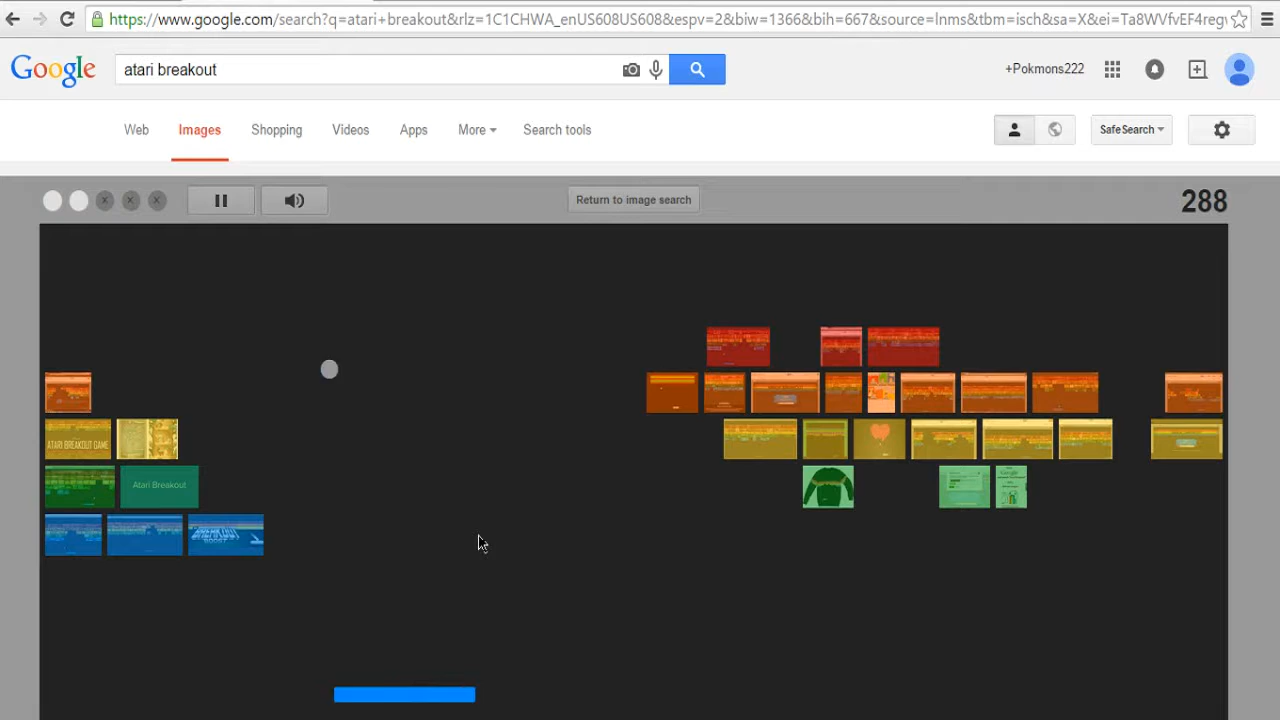 https://www.google.com/search?q=atari+breakout&rlz=1C1CHWA_enUS608US608&espv=2&biw=1366&bih=667&source=lnms&tbm=isch&sa=X&ei=Ta8WVfvEF4reg
Google
atari breakout
+Pokmons222
Web Images Shopping Videos Apps More Search tools
SafeSearch
x x x
Return to image search
288
ATARI BREAKOUT GAME
Atari Breakout
BREAKOUT
BOOST